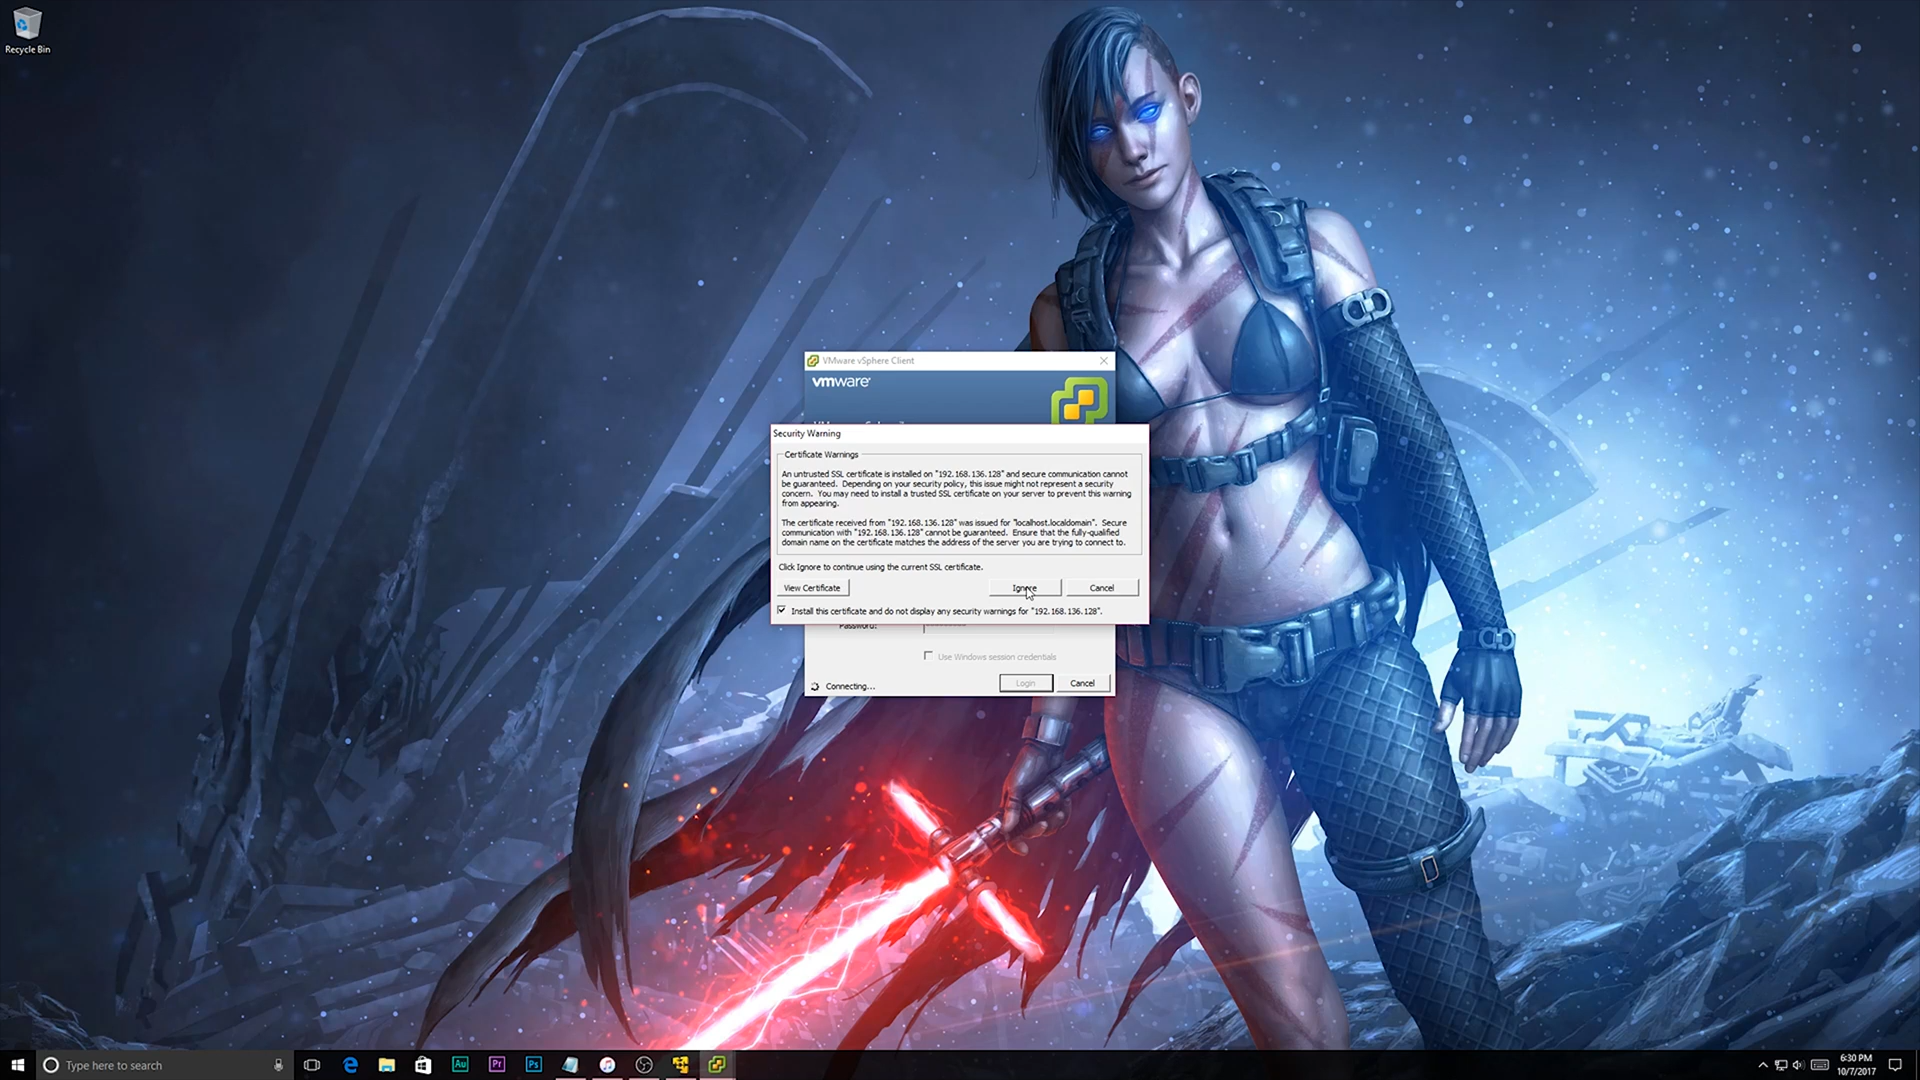 Recycle Bin
VMware vSphere Client
vmware
Security Warning
Certificate Warnings
An untrusted SSL certificate is installed on "192.168.136.128" and secure communication cannot
be guaranteed. Depending on your security policy, this issue might not represent a security
concern. You may need to install a trusted SSL certificate on your server to prevent this warning
from appearing.
The certificate received from "192.168.136.128" was issued for "localhost.localdomain". Secure
communication with "192.168.136.128" cannot be guaranteed. Ensure that the fully-qualified
domain name on the certificate matches the address of the server you are trying to connect to.
Click Ignore to continue using the current SSL certificate.
View Certificate Ignore Cancel
Install this certificate and do not display any security warnings for "192.168.136.128".
Password:
Use Windows session credentials
Connecting... Login Cancel
Type here to search
Au Pr Ps
6:30 PM
10/7/2017